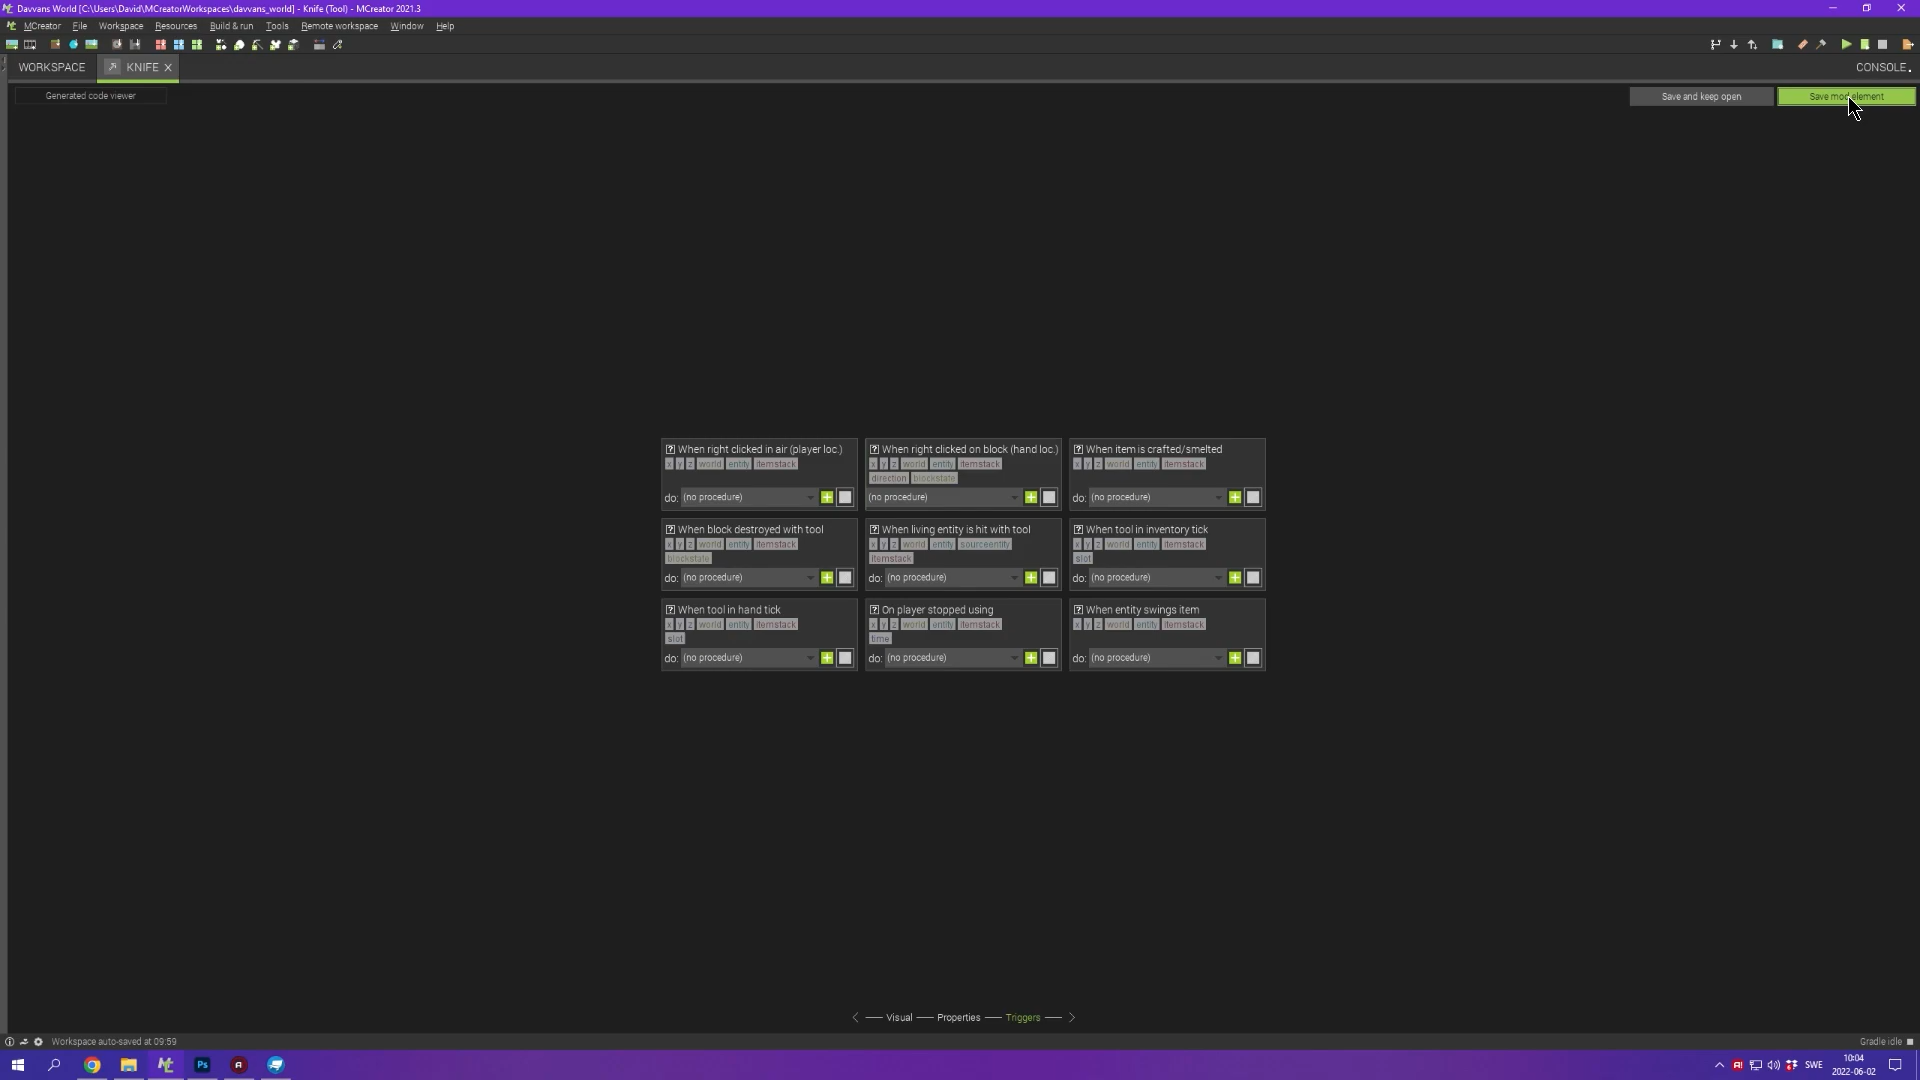 Davvans World [C:\Users\David\MCreatorWorkspaces\davvans_world] - Knife (Tool) - MCreator 2021.3
MCreator File Workspace Resources Build & run Tools Remote workspace Window Help
WORKSPACE KNIFE CONSOLE
Generated code viewer Save and keep open Save mod element
When right clicked in air (player loc.) When right clicked on block (hand loc.) When item is crafted/smelted
x y z world entity itemstack x y z world entity itemstack x y z world entity itemstack
direction blockstate
do: (no procedure) (no procedure) do: (no procedure)
When block destroyed with tool When living entity is hit with tool When tool in inventory tick
x y z world entity itemstack x y z world entity sourceentity x y z world entity itemstack
blockstate itemstack slot
do: (no procedure) do: (no procedure) do: (no procedure)
When tool in hand tick On player stopped using When entity swings item
x y z world entity itemstack x y z world entity itemstack x y z world entity itemstack
slot time
do: (no procedure) do: (no procedure) do: (no procedure)
Visual Properties Triggers
Workspace auto-saved at 09:59 Gradle idle
Ps SWE 10:04
2022-06-02